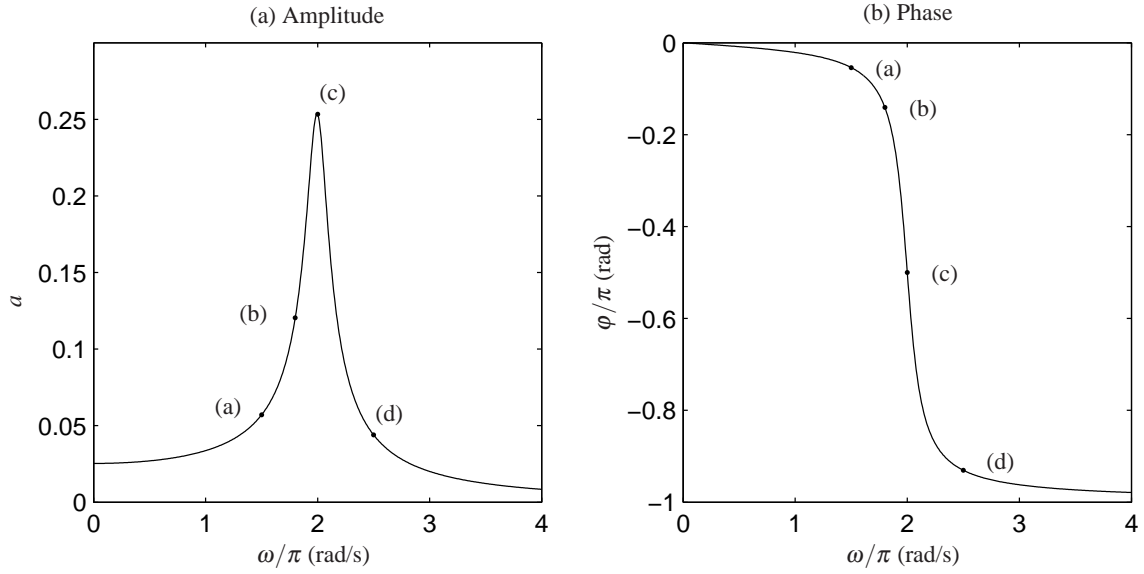 (a) Amplitude
0.25
0.2
0.15
0.1
0.05
0
a
(c)
(b)
(a)
(d)
0 1 2 3 4
ω/π (rad/s)
(b) Phase
0
−0.2
−0.4
−0.6
−0.8
−1
φ/π (rad)
(a)
(b)
(c)
(d)
0 1 2 3 4
ω/π (rad/s)